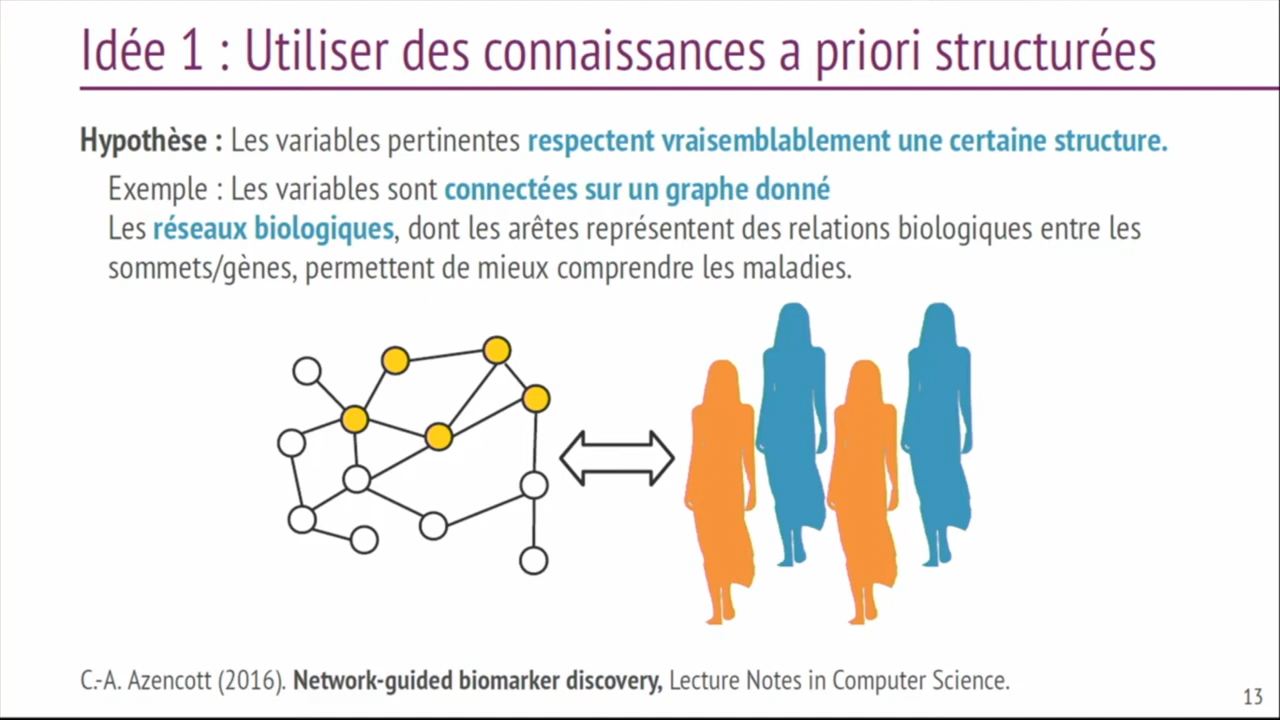 Idée 1 : Utiliser des connaissances a priori structurées
Hypothèse : Les variables pertinentes respectent vraisemblablement une certaine structure.
Exemple : Les variables sont connectées sur un graphe donné
Les réseaux biologiques, dont les arêtes représentent des relations biologiques entre les
sommets/gènes, permettent de mieux comprendre les maladies.
C.-A. Azencott (2016). Network-guided biomarker discovery, Lecture Notes in Computer Science.
13